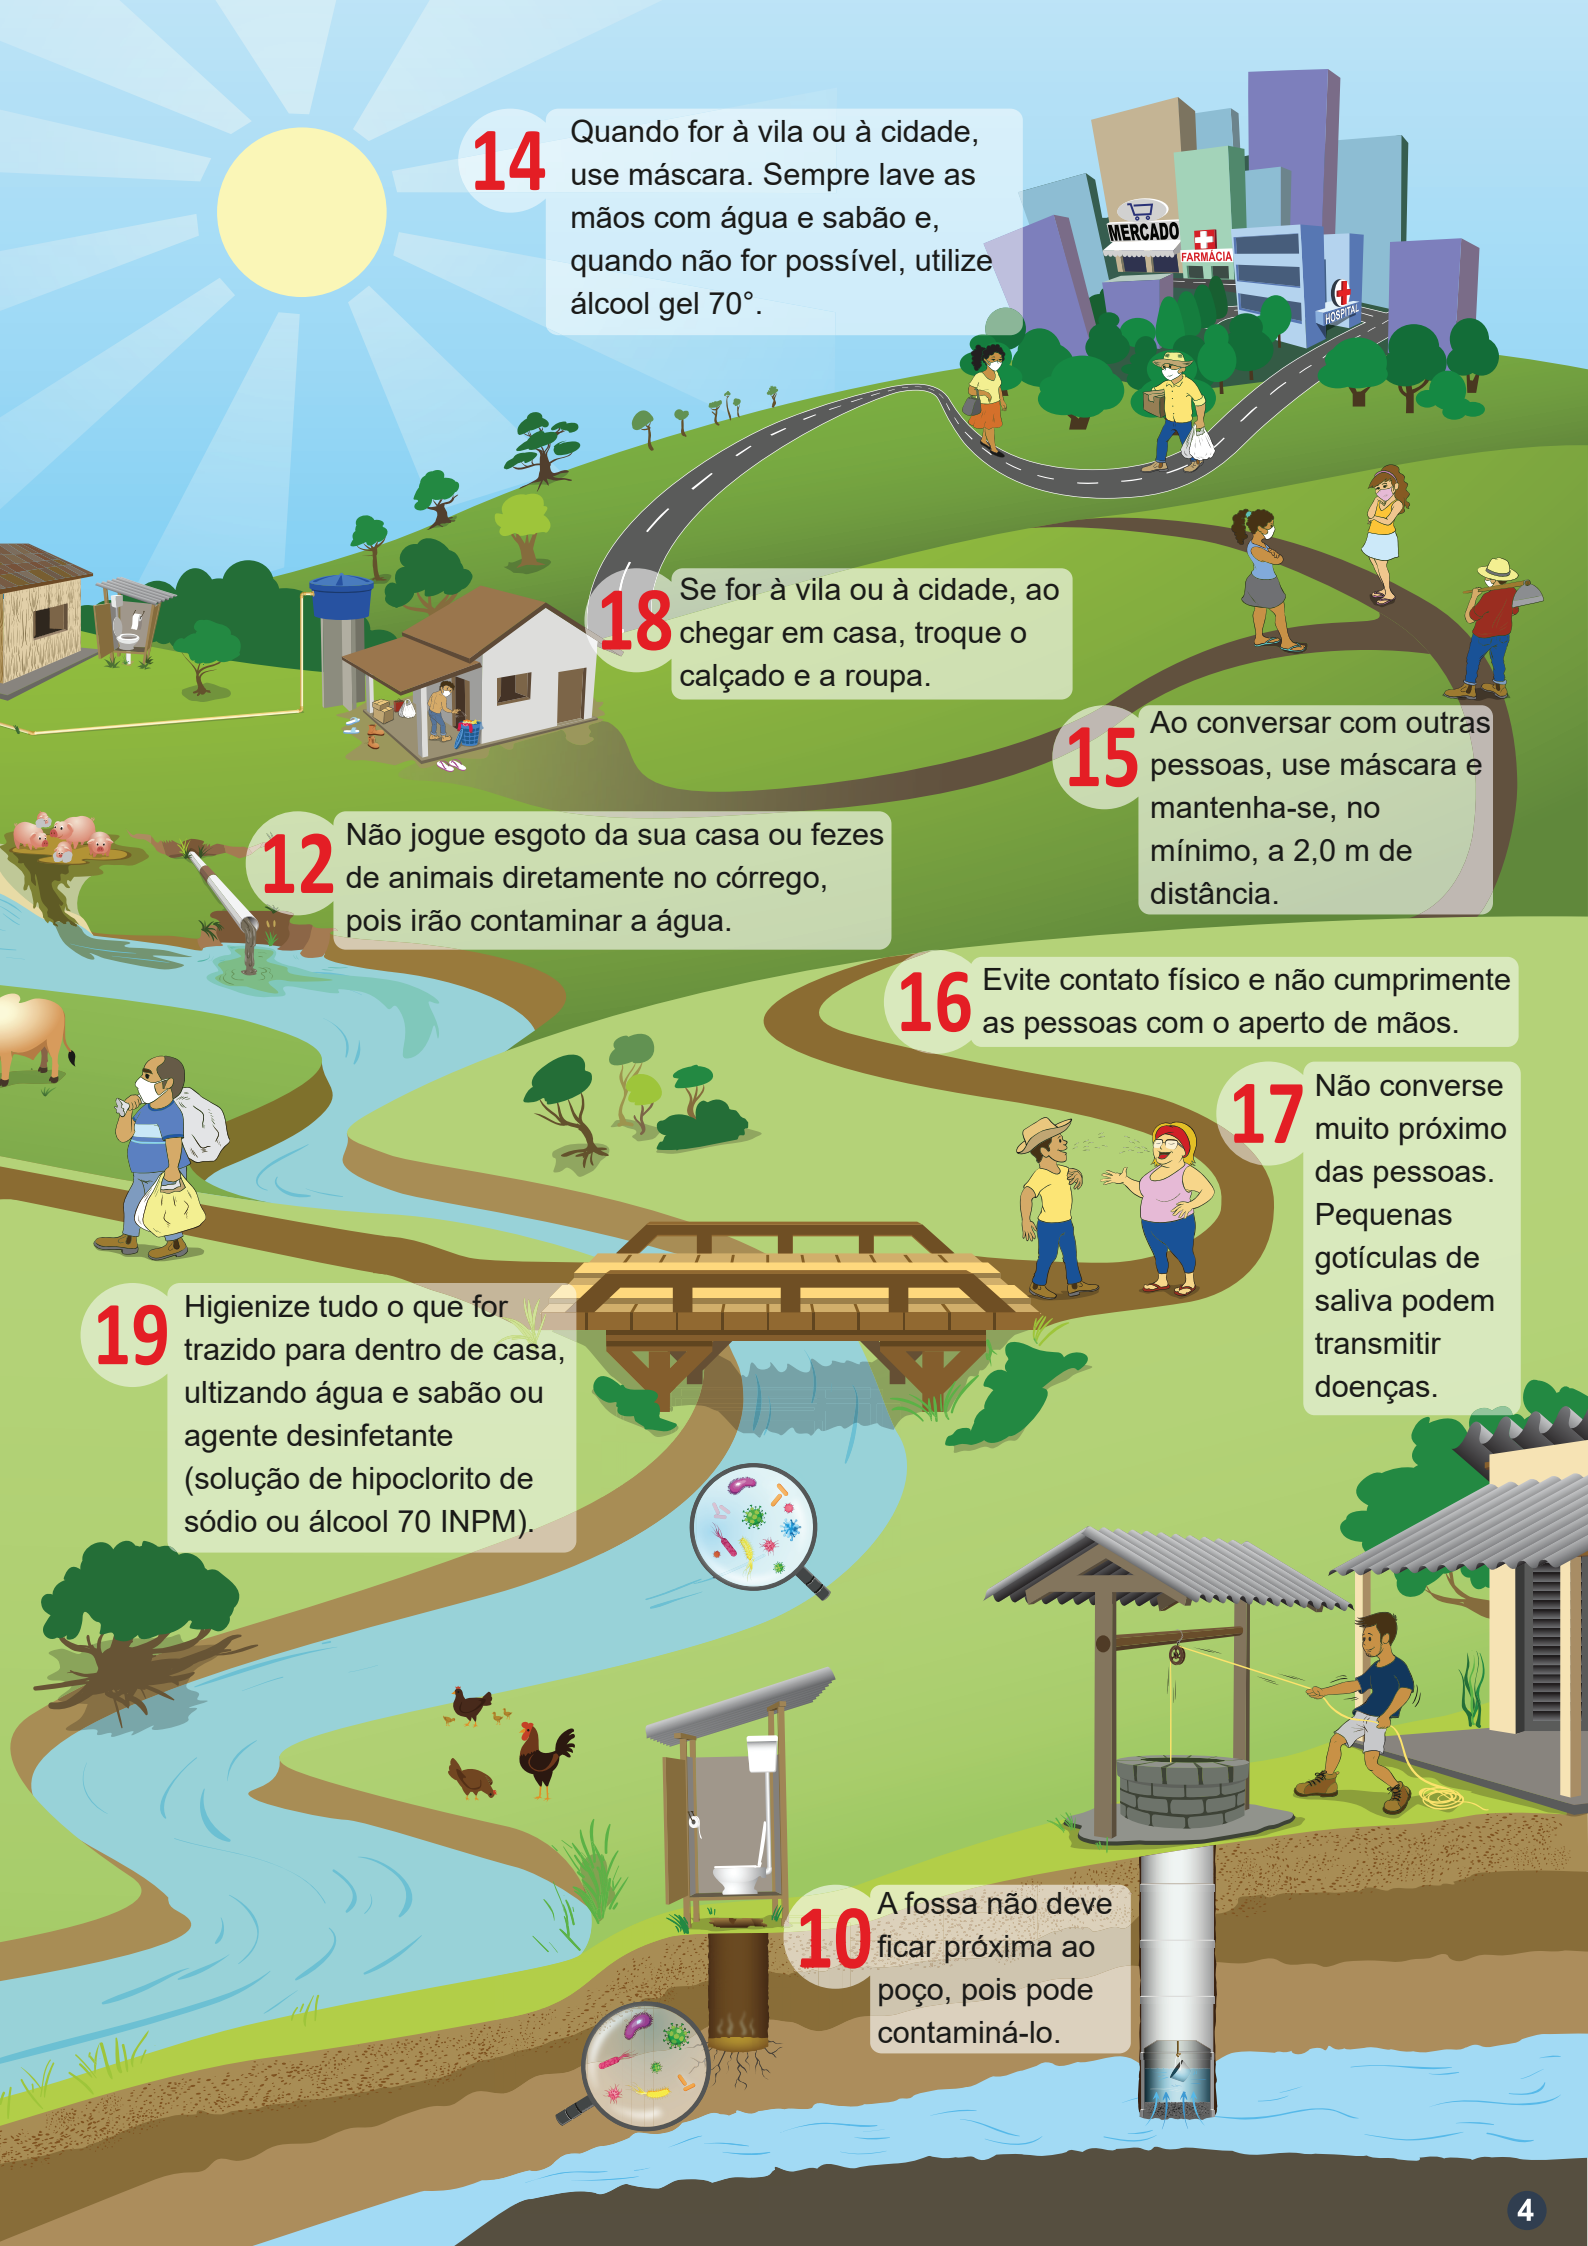 14
Quando for à vila ou à cidade,
use máscara. Sempre lave as
mãos com água e sabão e,
quando não for possível, utilize
álcool gel 70°.
MERCADO
FARMÁCIA
HOSPITAL
18
Se for à vila ou à cidade, ao
chegar em casa, troque o
calçado e a roupa.
15
Ao conversar com outras
pessoas, use máscara e
mantenha-se, no
mínimo, a 2,0 m de
distância.
12
Não jogue esgoto da sua casa ou fezes
de animais diretamente no córrego,
pois irão contaminar a água.
16
Evite contato físico e não cumprimente
as pessoas com o aperto de mãos.
17
Não converse
muito próximo
das pessoas.
Pequenas
gotículas de
saliva podem
transmitir
doenças.
19
Higienize tudo o que for
trazido para dentro de casa,
ultizando água e sabão ou
agente desinfetante
(solução de hipoclorito de
sódio ou álcool 70 INPM).
10
A fossa não deve
ficar próxima ao
poço, pois pode
contaminá-lo.
4